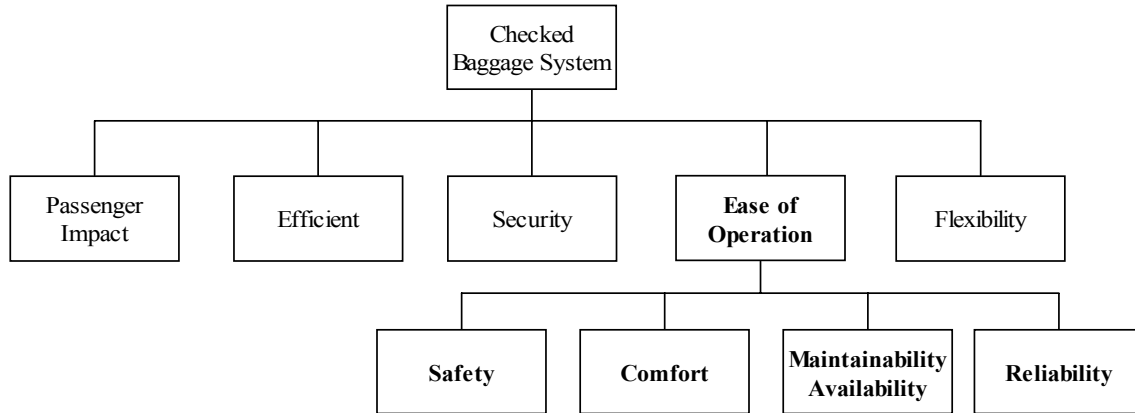 Checked
Baggage System
Passenger
Impact
Efficient
Security
Ease of
Operation
Flexibility
Safety
Comfort
Maintainability
Availability
Reliability